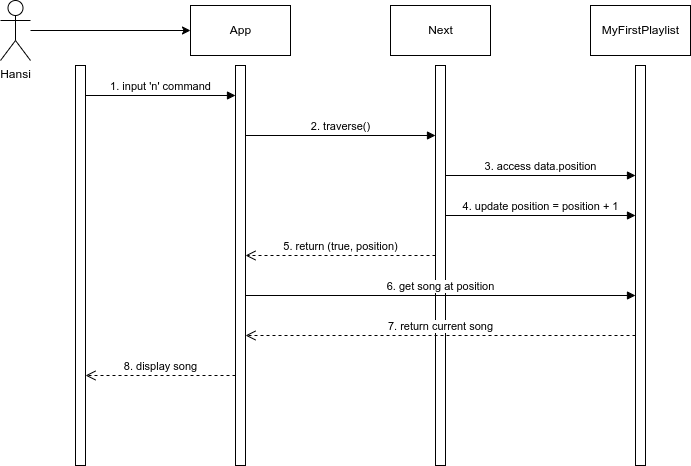 App
Next
MyFirstPlaylist
Hansi
1. input 'n' command
2. traverse()
3. access data.position
4. update position = position + 1
5. return (true, position)
6. get song at position
7. return current song
8. display song